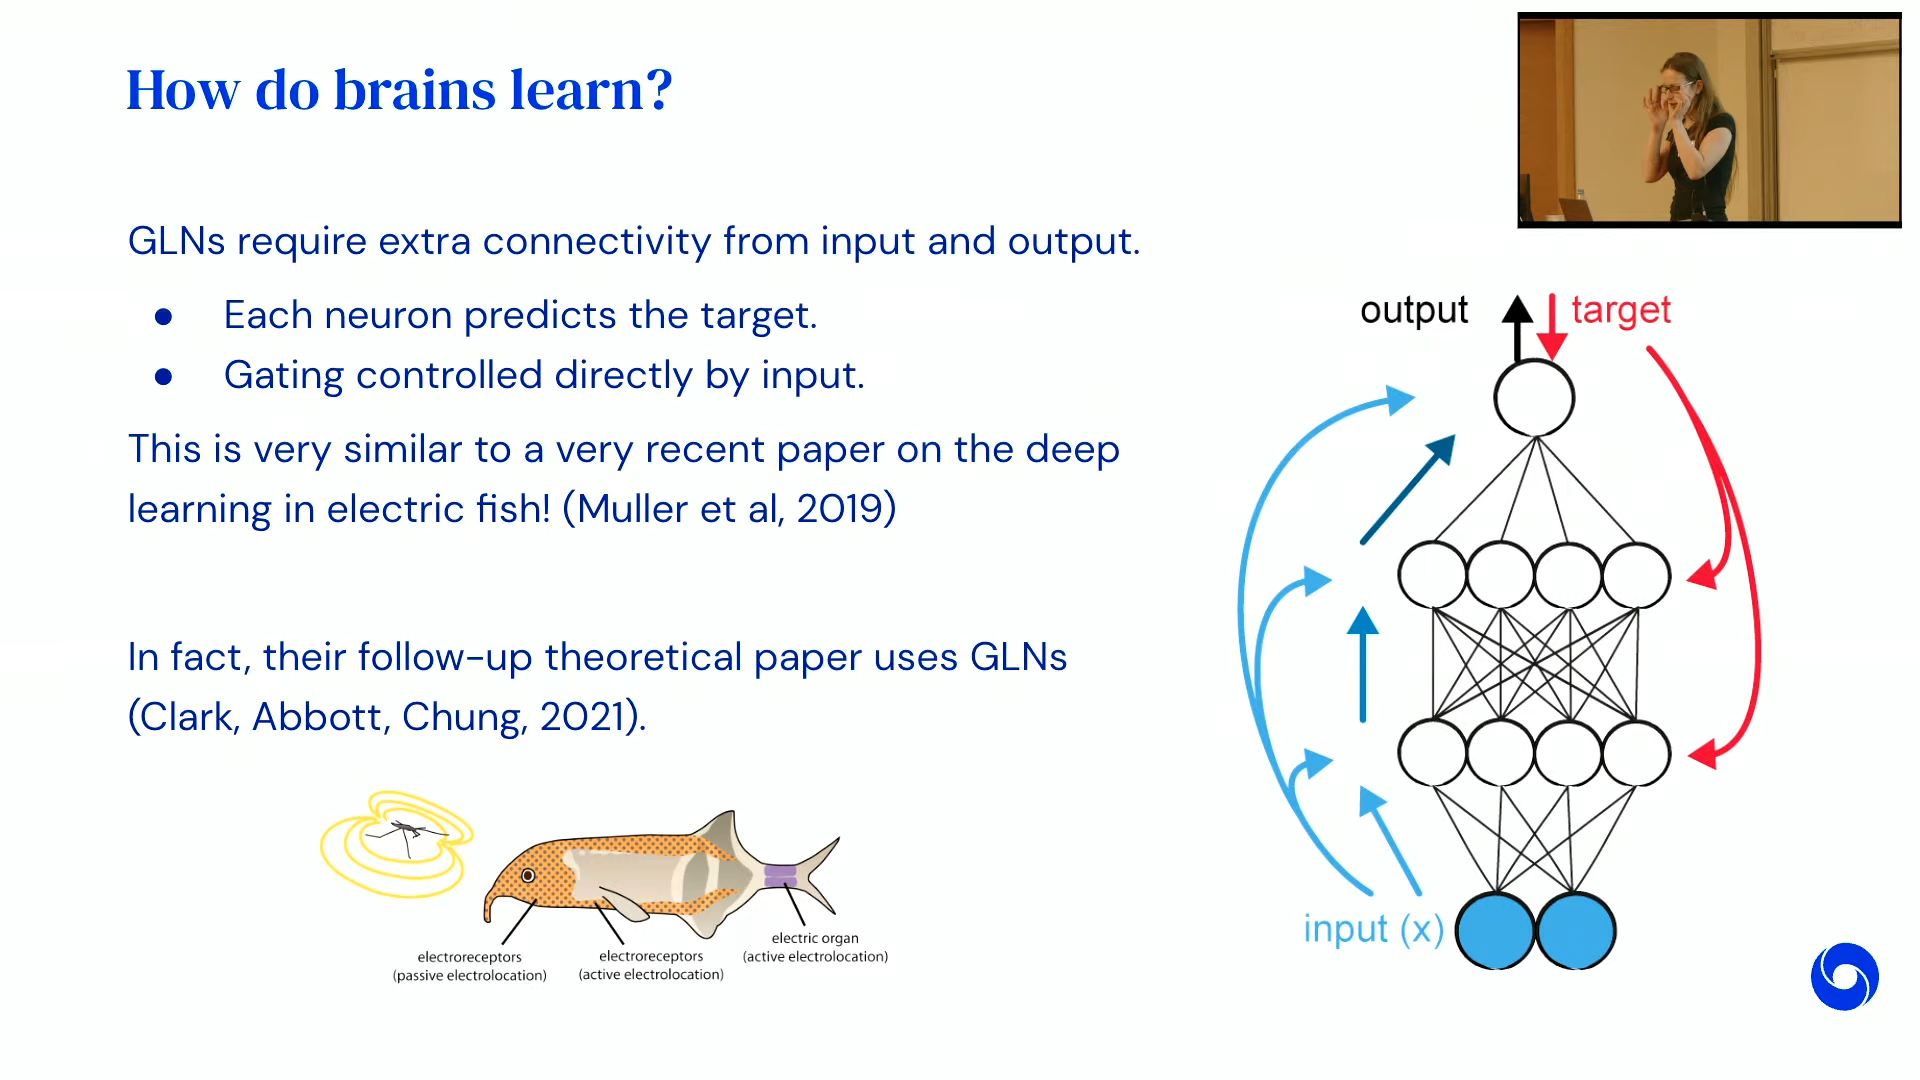 How do brains learn?
GLNs require extra connectivity from input and output.
● Each neuron predicts the target.
● Gating controlled directly by input.
This is very similar to a very recent paper on the deep
learning in electric fish! (Muller et al, 2019)
In fact, their follow-up theoretical paper uses GLNs
(Clark, Abbott, Chung, 2021).
electroreceptors
(passive electrolocation)
electroreceptors
(active electrolocation)
electric organ
(active electrolocation)
output
target
input (x)